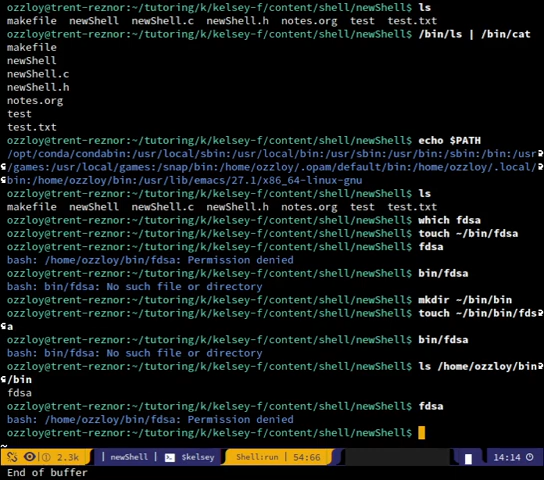 ozzloy@trent-reznor:~/tutoring/k/kelsey-f/content/shell/newShell$ ls
makefile  newShell  newShell.c  newShell.h  notes.org  test  test.txt
ozzloy@trent-reznor:~/tutoring/k/kelsey-f/content/shell/newShell$ /bin/ls | /bin/cat
makefile
newShell
newShell.c
newShell.h
notes.org
test
test.txt
ozzloy@trent-reznor:~/tutoring/k/kelsey-f/content/shell/newShell$ echo $PATH
/opt/conda/condabin:/usr/local/sbin:/usr/local/bin:/usr/sbin:/usr/bin:/sbin:/bin:/usr
/games:/usr/local/games:/snap/bin:/home/ozzloy/.opam/default/bin:/home/ozzloy/.local/
bin:/home/ozzloy/bin:/usr/lib/emacs/27.1/x86_64-linux-gnu
ozzloy@trent-reznor:~/tutoring/k/kelsey-f/content/shell/newShell$ ls
makefile  newShell  newShell.c  newShell.h  notes.org  test  test.txt
ozzloy@trent-reznor:~/tutoring/k/kelsey-f/content/shell/newShell$ which fdsa
ozzloy@trent-reznor:~/tutoring/k/kelsey-f/content/shell/newShell$ touch ~/bin/fdsa
ozzloy@trent-reznor:~/tutoring/k/kelsey-f/content/shell/newShell$ fdsa
bash: /home/ozzloy/bin/fdsa: Permission denied
ozzloy@trent-reznor:~/tutoring/k/kelsey-f/content/shell/newShell$ bin/fdsa
bash: bin/fdsa: No such file or directory
ozzloy@trent-reznor:~/tutoring/k/kelsey-f/content/shell/newShell$ mkdir ~/bin/bin
ozzloy@trent-reznor:~/tutoring/k/kelsey-f/content/shell/newShell$ touch ~/bin/bin/fds
a
ozzloy@trent-reznor:~/tutoring/k/kelsey-f/content/shell/newShell$ bin/fdsa
bash: bin/fdsa: No such file or directory
ozzloy@trent-reznor:~/tutoring/k/kelsey-f/content/shell/newShell$ ls /home/ozzloy/bin
/bin
fdsa
ozzloy@trent-reznor:~/tutoring/k/kelsey-f/content/shell/newShell$ fdsa
bash: /home/ozzloy/bin/fdsa: Permission denied
ozzloy@trent-reznor:~/tutoring/k/kelsey-f/content/shell/newShell$
~
① 2.3k | newShell | $kelsey Shell:run | 54:66 14:14
End of buffer